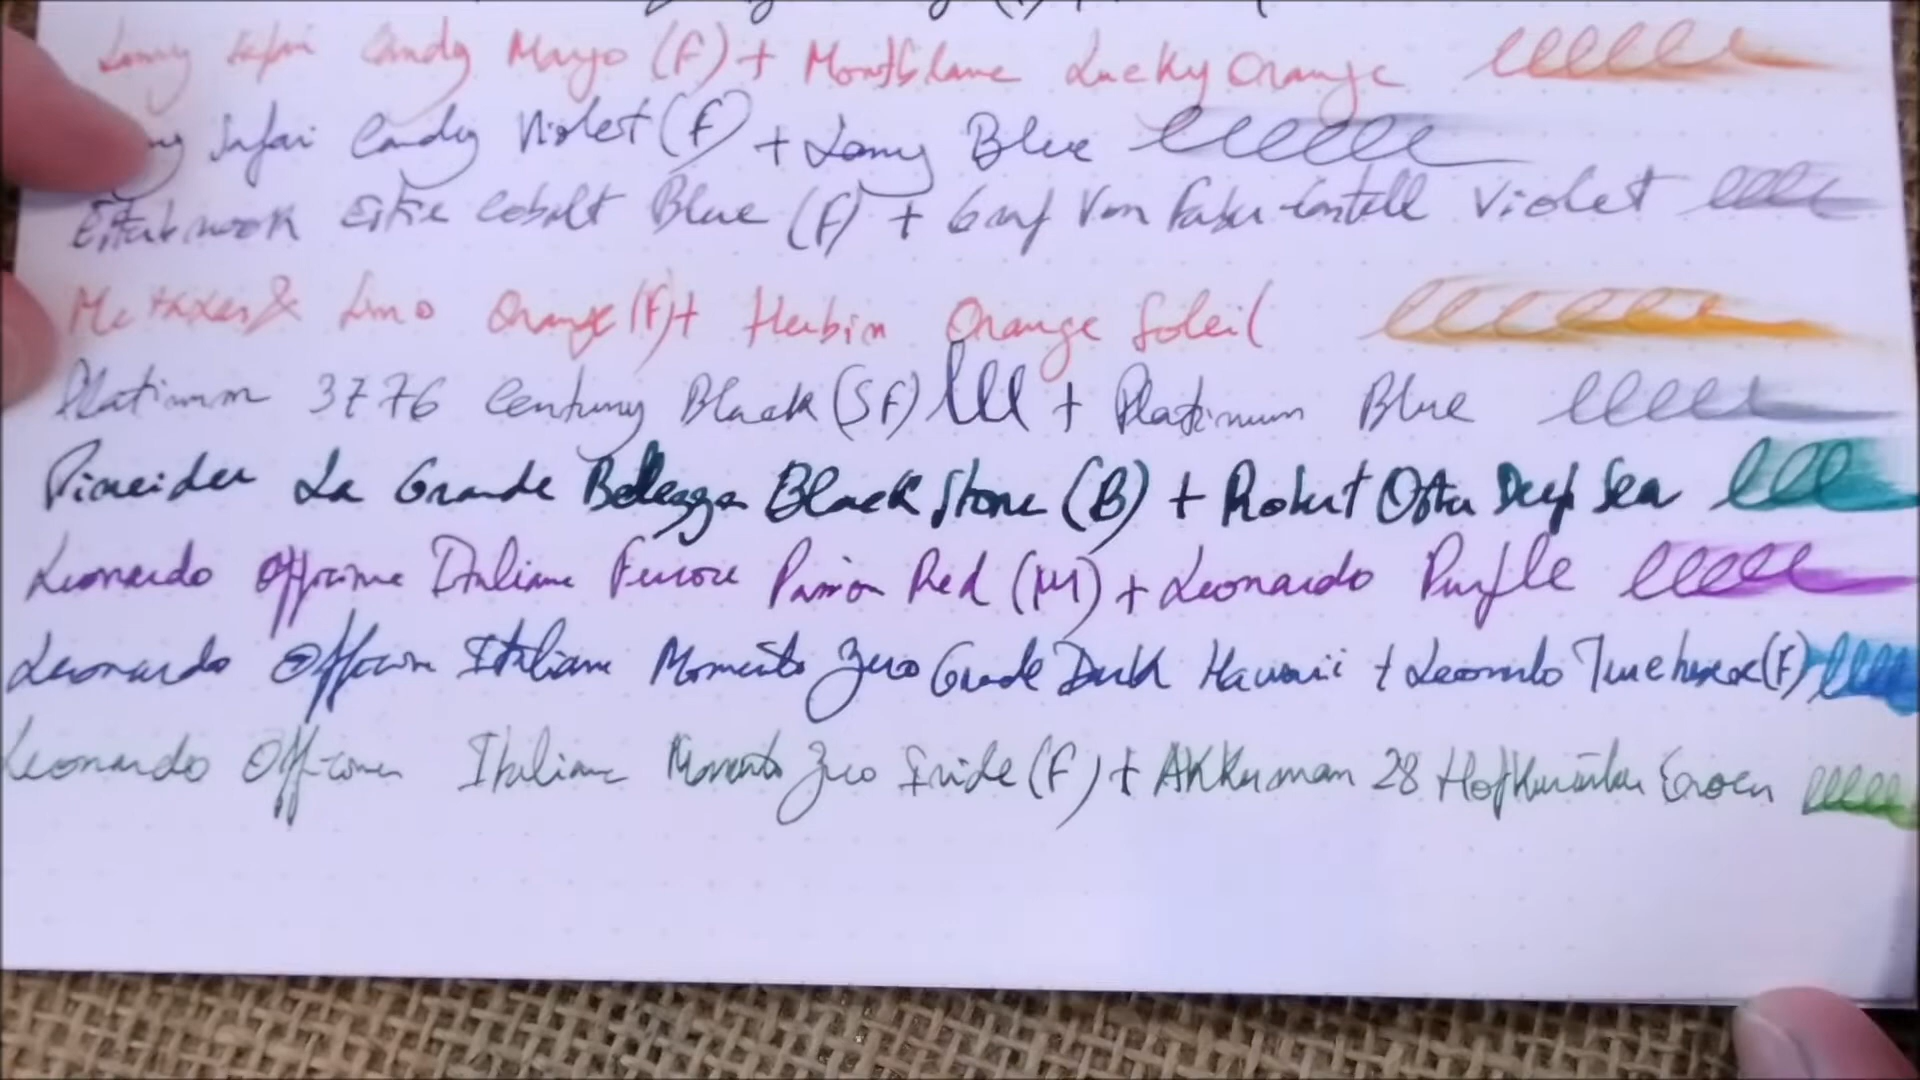 Lamy Safari Candy Mango (F) + Montblanc Lucky Orange
Safari Candy Violet (F) + Lamy Blue
Esterbrook Estie Cobalt Blue (F) + Graf Von Faber-Castell Violet
Orange (F) + Herbin Orange Soleil
Platinum 3776 Century Black (SF) + Platinum Blue
Pineider La Grande Bellezza Black Stone (B) + Robert Oster Deep Sea
Leonardo Officina Italiana Furore Passion Red (M) + Leonardo Purple
Leonardo Officina Italiana Momento Zero Grande Dark Hawaii + Leonardo (F)
Leonardo Officina Italiana Momento Zero Iride (F) + Akkerman 28 Hofkwartier Groen